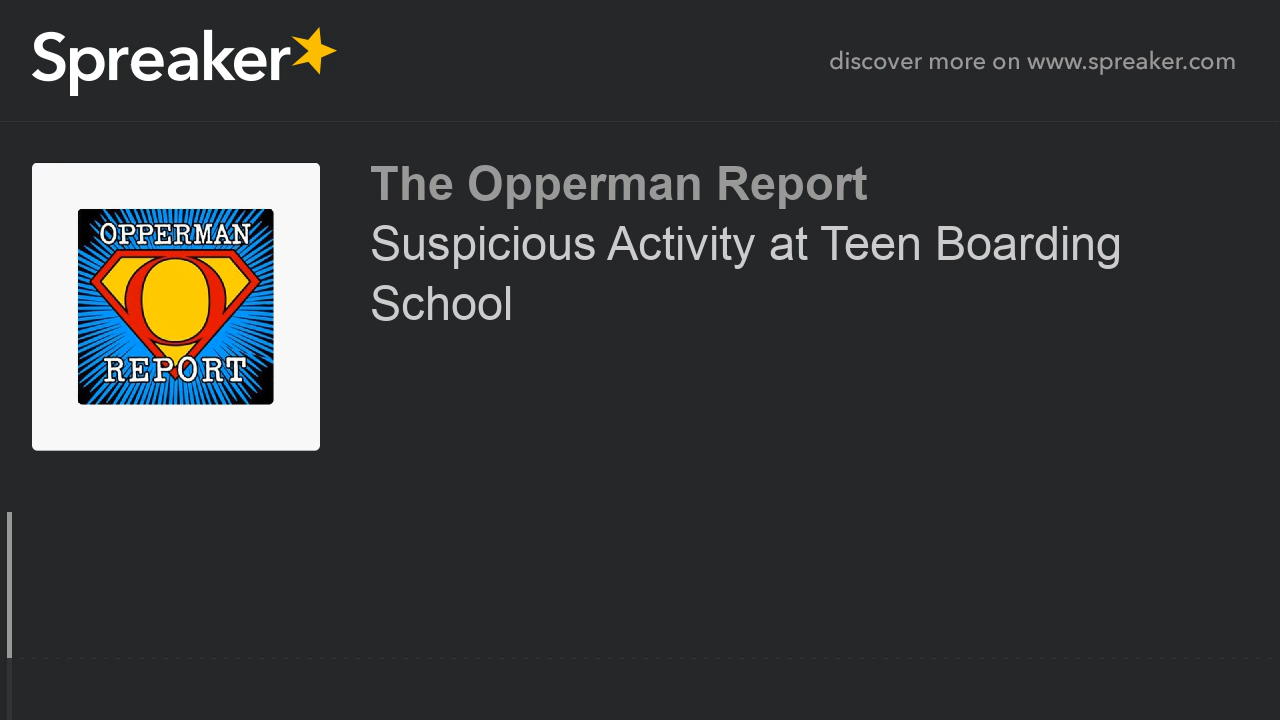 Spreaker
discover more on www.spreaker.com
The Opperman Report
Suspicious Activity at Teen Boarding
School
OPPERMAN
O
REPORT